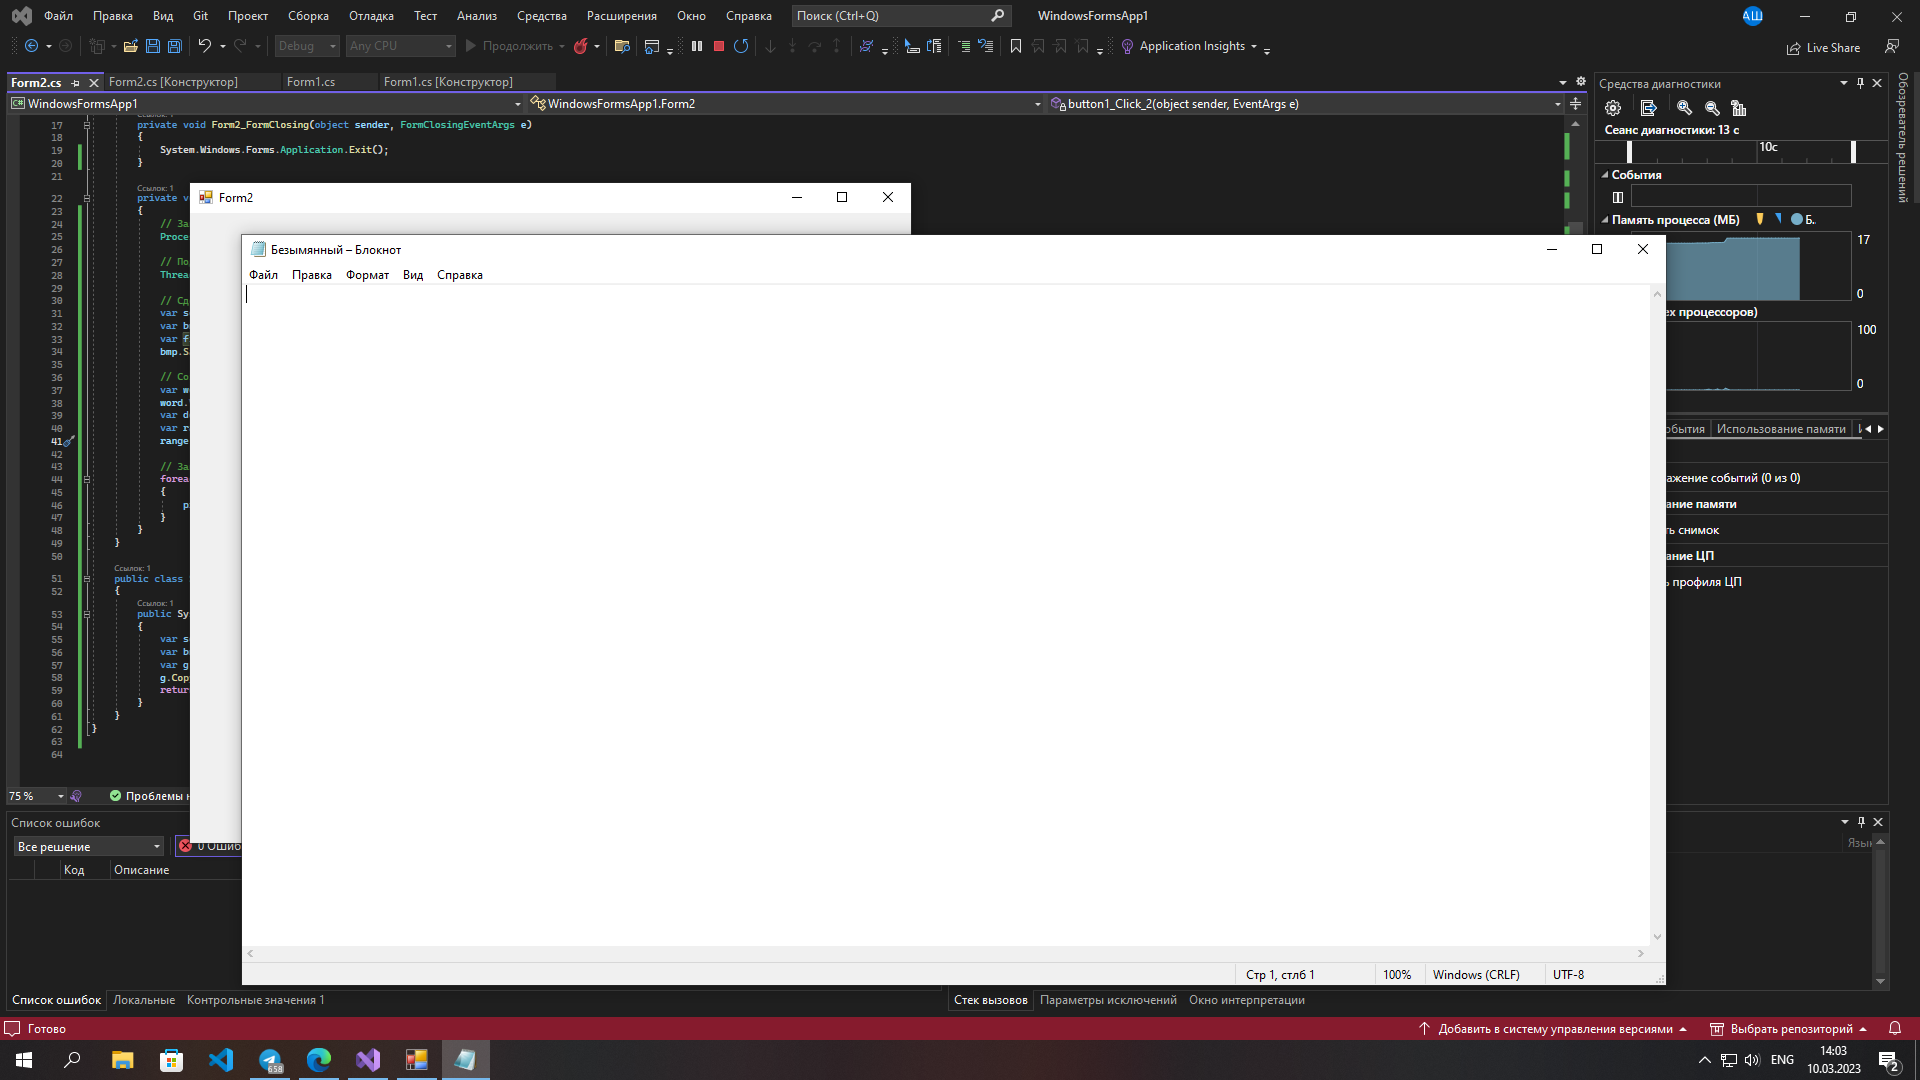 Файл Правка Вид Git Проект Сборка Отладка Тест Анализ Средства Расширения Окно Справка Поиск (Ctrl+Q) WindowsFormsApp1 АШ
Debug Any CPU Продолжить Application Insights Live Share
Form2.cs Form2.cs [Конструктор] Form1.cs Form1.cs [Конструктор]
WindowsFormsApp1 WindowsFormsApp1.Form2 button1_Click_2(object sender, EventArgs e)
17 private void Form2_FormClosing(object sender, FormClosingEventArgs e)
18 {
19 System.Windows.Forms.Application.Exit();
20 }
21
Ссылок: 1
22 private v
23 {
24 // За
25 Proce
26
27 // По
28 Threa
29
30 // Сд
31 var s
32 var b
33 var f
34 bmp.S
35
36 // Со
37 var w
38 word.
39 var d
40 var r
41 range
42
43 // За
44 forea
45 {
46 p
47 }
48 }
49 }
50
Ссылок: 1
51 public class
52 {
Ссылок: 1
53 public Sy
54 {
55 var s
56 var b
57 var g
58 g.Cop
59 retur
60 }
61 }
62 }
63
64
75 % Проблемы н
Form2
Безымянный – Блокнот
Файл Правка Формат Вид Справка
Стр 1, стлб 1 100% Windows (CRLF) UTF-8
Средства диагностики
Сеанс диагностики: 13 с
10с
События
Память процесса (МБ) Б..
17
0
ех процессоров)
100
0
обытия Использование памяти
ажение событий (0 из 0)
ание памяти
ть снимок
ание ЦП
ь профиля ЦП
Обозреватель решений
Список ошибок
Все решение 0 Ошиб
Код Описание
Язык
Список ошибок Локальные Контрольные значения 1
Стек вызовов Параметры исключений Окно интерпретации
Готово Добавить в систему управления версиями Выбрать репозиторий
658
ENG
14:03
10.03.2023
2